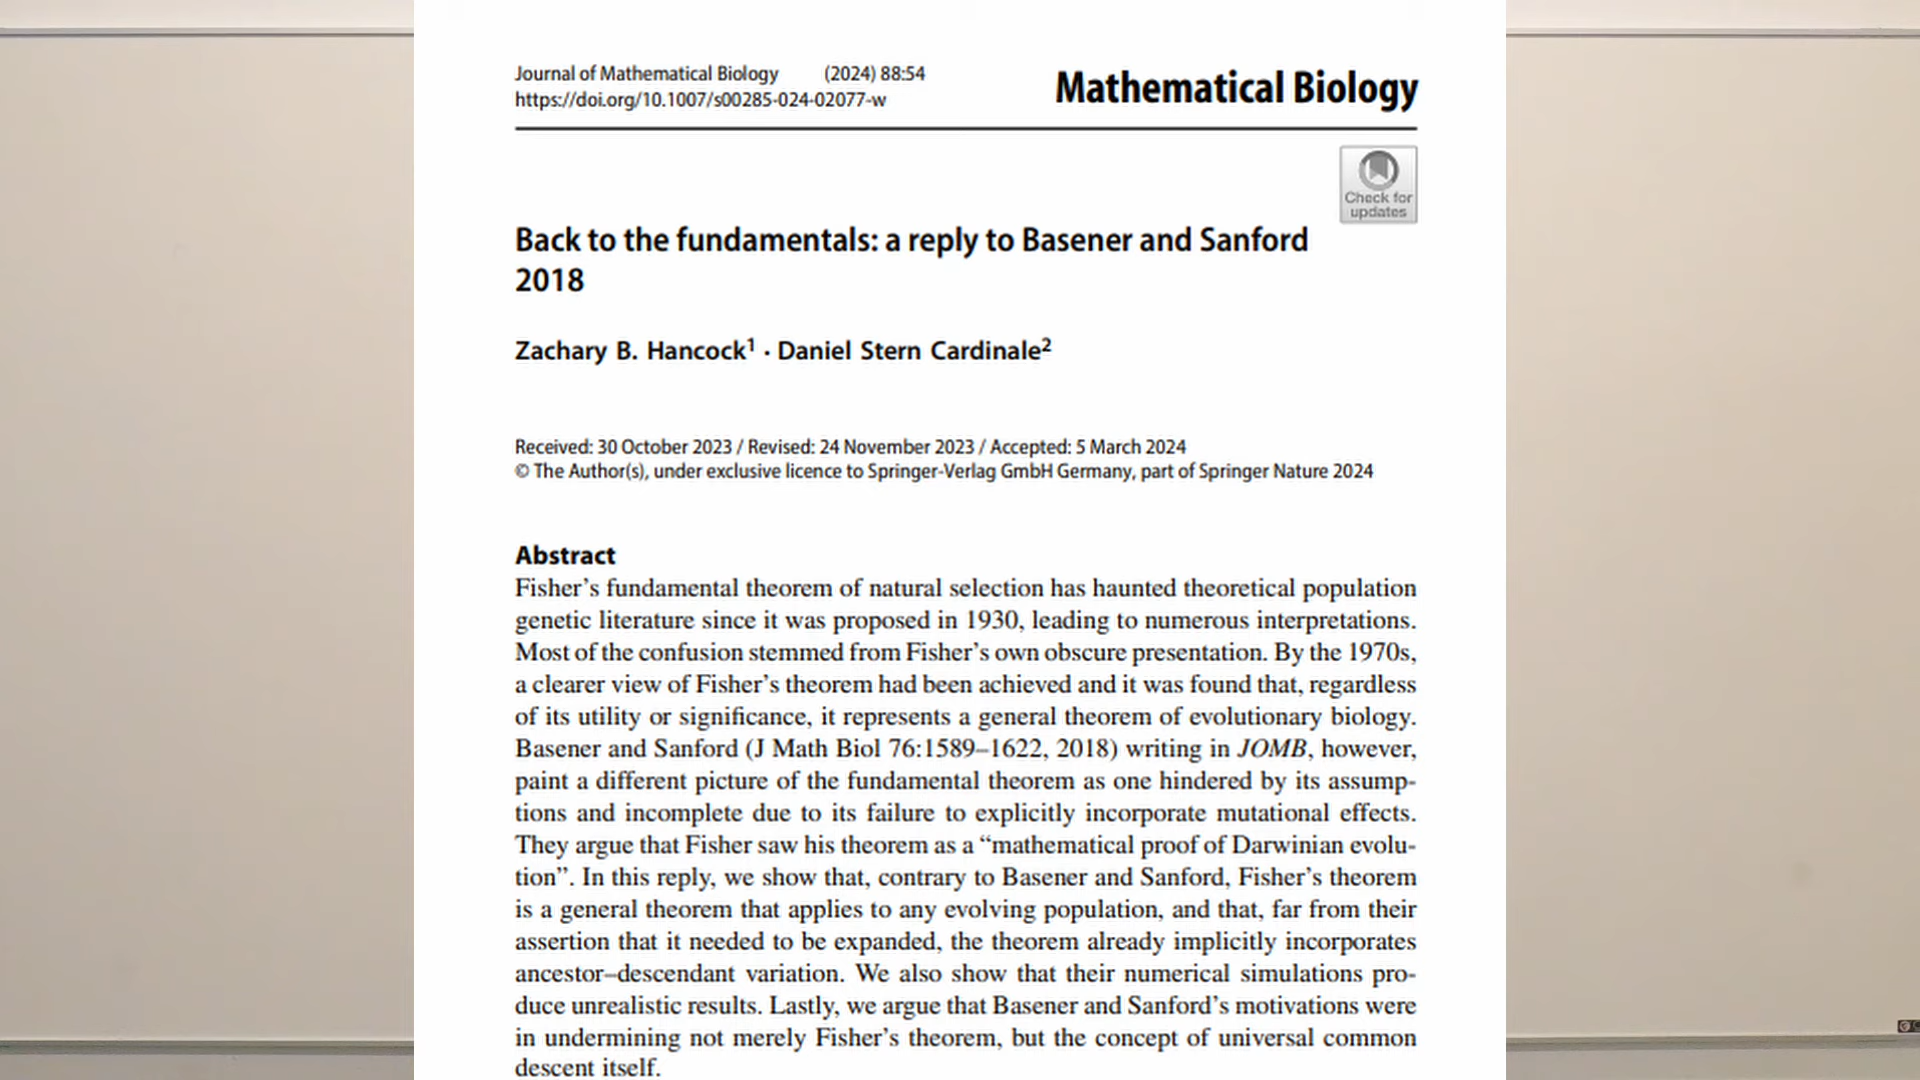 Journal of Mathematical Biology (2024) 88:54
https://doi.org/10.1007/s00285-024-02077-w
Mathematical Biology
Check for
updates
Back to the fundamentals: a reply to Basener and Sanford
2018
Zachary B. Hancock1 · Daniel Stern Cardinale2
Received: 30 October 2023 / Revised: 24 November 2023 / Accepted: 5 March 2024
© The Author(s), under exclusive licence to Springer-Verlag GmbH Germany, part of Springer Nature 2024
Abstract
Fisher’s fundamental theorem of natural selection has haunted theoretical population
genetic literature since it was proposed in 1930, leading to numerous interpretations.
Most of the confusion stemmed from Fisher’s own obscure presentation. By the 1970s,
a clearer view of Fisher’s theorem had been achieved and it was found that, regardless
of its utility or significance, it represents a general theorem of evolutionary biology.
Basener and Sanford (J Math Biol 76:1589–1622, 2018) writing in JOMB, however,
paint a different picture of the fundamental theorem as one hindered by its assump-
tions and incomplete due to its failure to explicitly incorporate mutational effects.
They argue that Fisher saw his theorem as a “mathematical proof of Darwinian evolu-
tion”. In this reply, we show that, contrary to Basener and Sanford, Fisher’s theorem
is a general theorem that applies to any evolving population, and that, far from their
assertion that it needed to be expanded, the theorem already implicitly incorporates
ancestor–descendant variation. We also show that their numerical simulations pro-
duce unrealistic results. Lastly, we argue that Basener and Sanford’s motivations were
in undermining not merely Fisher’s theorem, but the concept of universal common
descent itself.